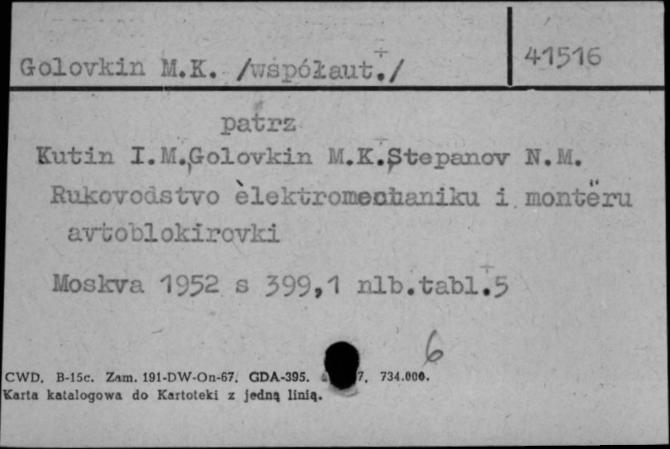 Golovkin M.K. /współaut./ 41516
patrz
Kutin I.M.,Golovkin M.K.,Stepanov N.M.
Rukovodstvo èlektromechaniku i montëru
avtoblokirovki
Moskva 1952 s 399,1 nlb.tabl.5
6
CWD. B-15c. Zam. 191-DW-On-67. GDA-395. 7. 734.000.
Karta katalogowa do Kartoteki z jedną linią.